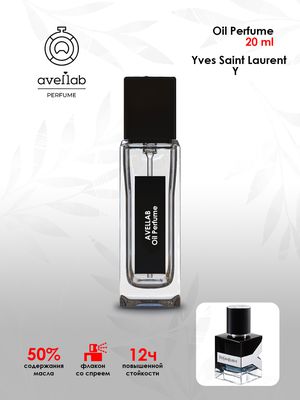 avellab
PERFUME
Oil Perfume
20 ml
Yves Saint Laurent
Y
AVELLAB
Oil Perfume
50%
содержания
масла
флакон
со спреем
12ч
повышенной
стойкости